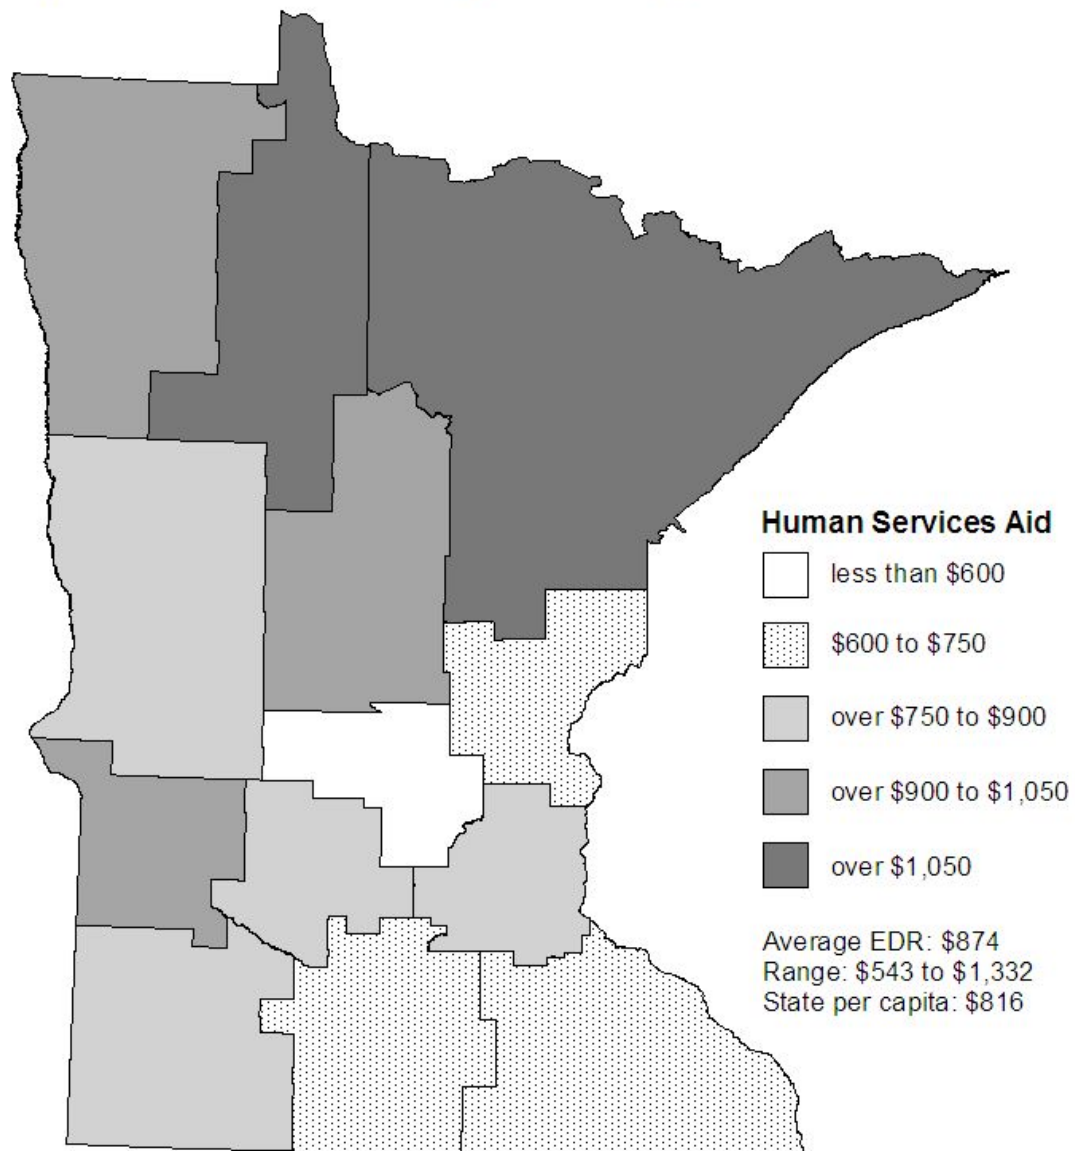 Human Services Aid
less than $600
$600 to $750
over $750 to $900
over $900 to $1,050
over $1,050
Average EDR: $874
Range: $543 to $1,332
State per capita: $816